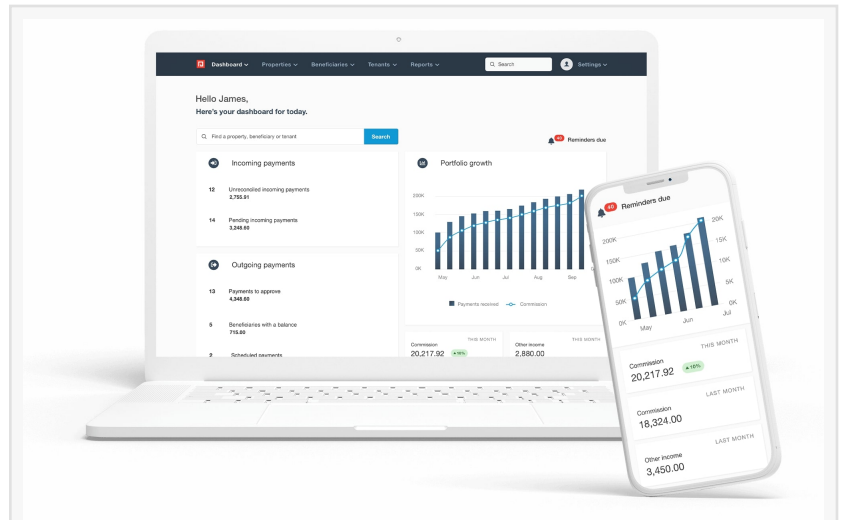 Dashboard Properties Beneficiaries Tenants Reports Search Settings
Hello James,
Here's your dashboard for today.
Find a property, beneficiary or tenant Search
40 Reminders due
Incoming payments
12 Unreconciled incoming payments
2,755.91
14 Pending incoming payments
3,248.60
Outgoing payments
13 Payments to approve
4,348.60
5 Beneficiaries with a balance
715.00
2 Scheduled payments
Portfolio growth
200K
150K
100K
50K
0K
May Jun Jul Aug Sep
Payments received Commission
THIS MONTH
Commission
20,217.92 ▲10%
THIS MONTH
Other income
2,880.00
40 Reminders due
200K 20K
150K 15K
100K 10K
50K 5K
0K 0K
May Jun Jul
THIS MONTH
Commission
20,217.92 ▲10%
LAST MONTH
Commission
18,324.00
LAST MONTH
Other income
3,450.00